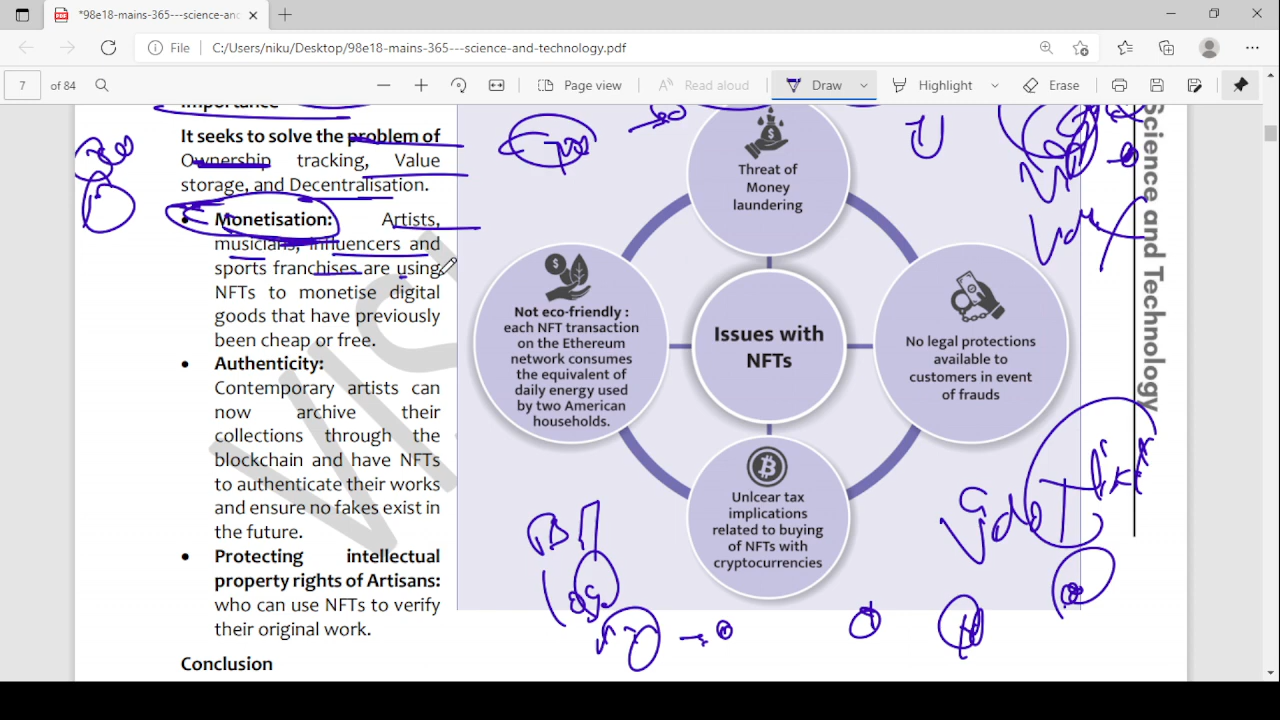 *98e18-mains-365---science-and
File
C:/Users/niku/Desktop/98e18-mains-365---science-and-technology.pdf
7
of 84
Page view
Read aloud
Draw
Highlight
Erase
Importance
It seeks to solve the problem of
Ownership tracking, Value
storage, and Decentralisation.
• Monetisation: Artists,
musicians, influencers and
sports franchises are using
NFTs to monetise digital
goods that have previously
been cheap or free.
• Authenticity:
Contemporary artists can
now archive their
collections through the
blockchain and have NFTs
to authenticate their works
and ensure no fakes exist in
the future.
• Protecting intellectual
property rights of Artisans:
who can use NFTs to verify
their original work.
Conclusion
Threat of
Money
laundering
Not eco-friendly :
each NFT transaction
on the Ethereum
network consumes
the equivalent of
daily energy used
by two American
households.
Issues with
NFTs
No legal protections
available to
customers in event
of frauds
Unlcear tax
implications
related to buying
of NFTs with
cryptocurrencies
Science and Technology